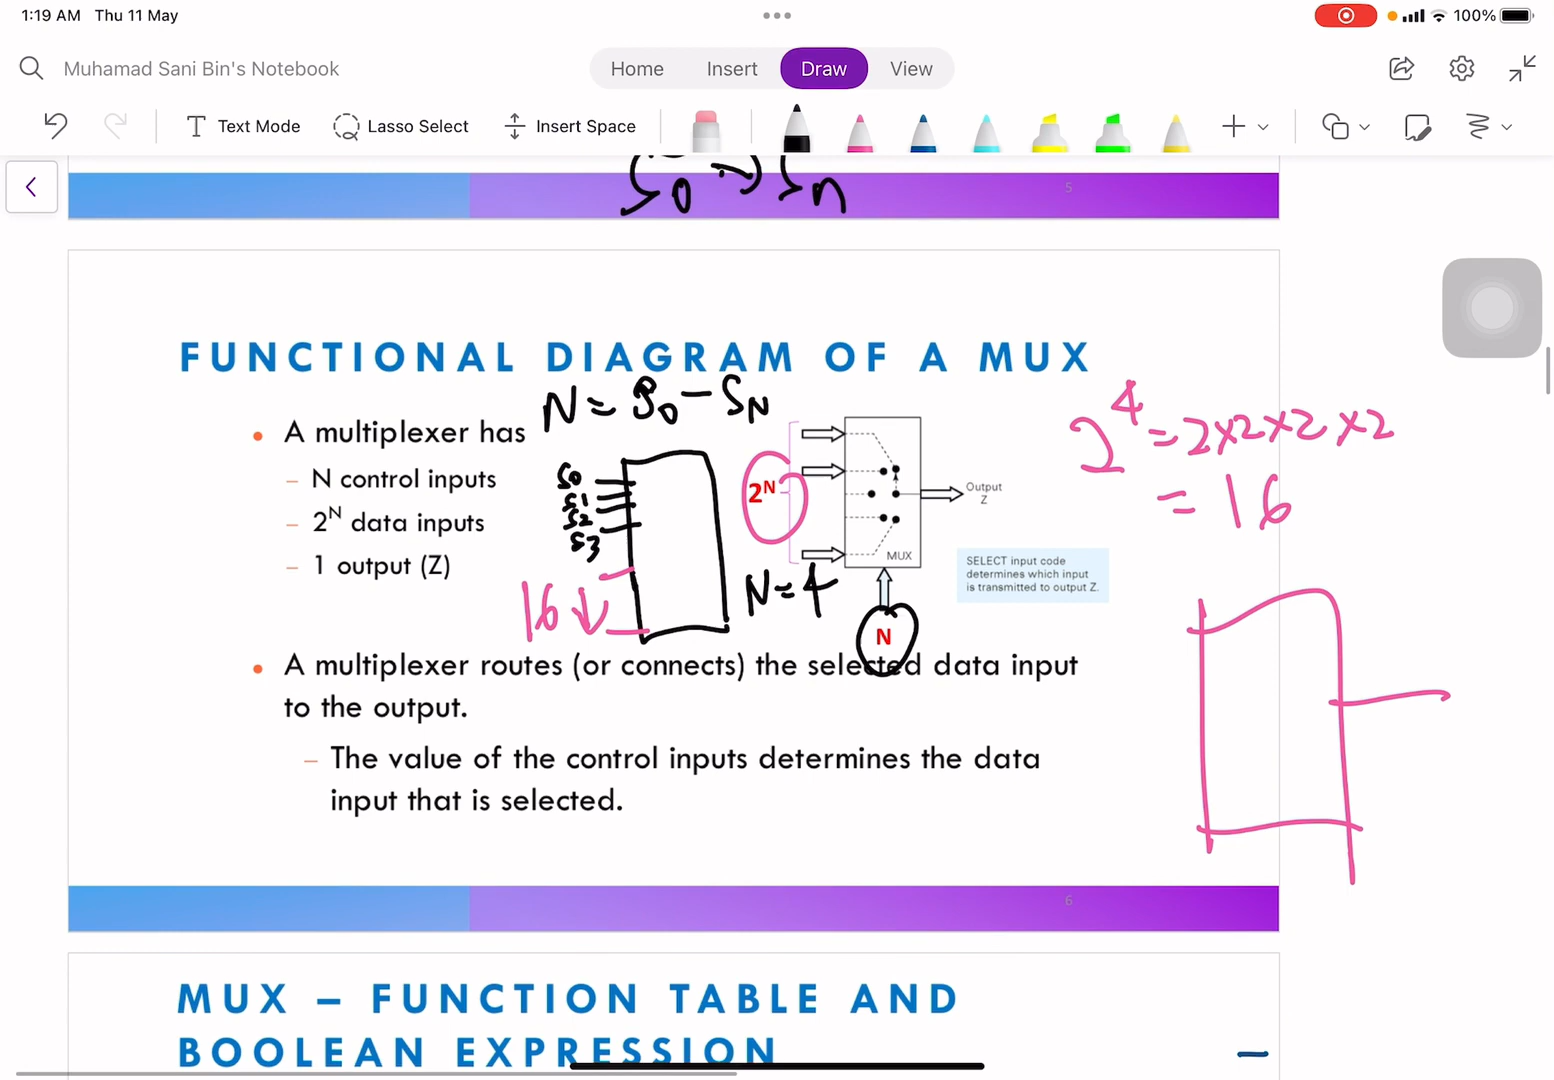 1:19 AM Thu 11 May
100%
Muhamad Sani Bin's Notebook
Home Insert Draw View
Text Mode Lasso Select Insert Space
S0 → Sn
5
FUNCTIONAL DIAGRAM OF A MUX
N = S0 - SN
• A multiplexer has
– N control inputs
– 2^N data inputs
– 1 output (Z)
S0
S1
S2
S3
16 ↓
N = 4
2^N
MUX
N
Output
Z
SELECT input code
determines which input
is transmitted to output Z.
2^4 = 2×2×2×2
= 16
• A multiplexer routes (or connects) the selected data input
to the output.
– The value of the control inputs determines the data
input that is selected.
6
MUX – FUNCTION TABLE AND
BOOLEAN EXPRESSION